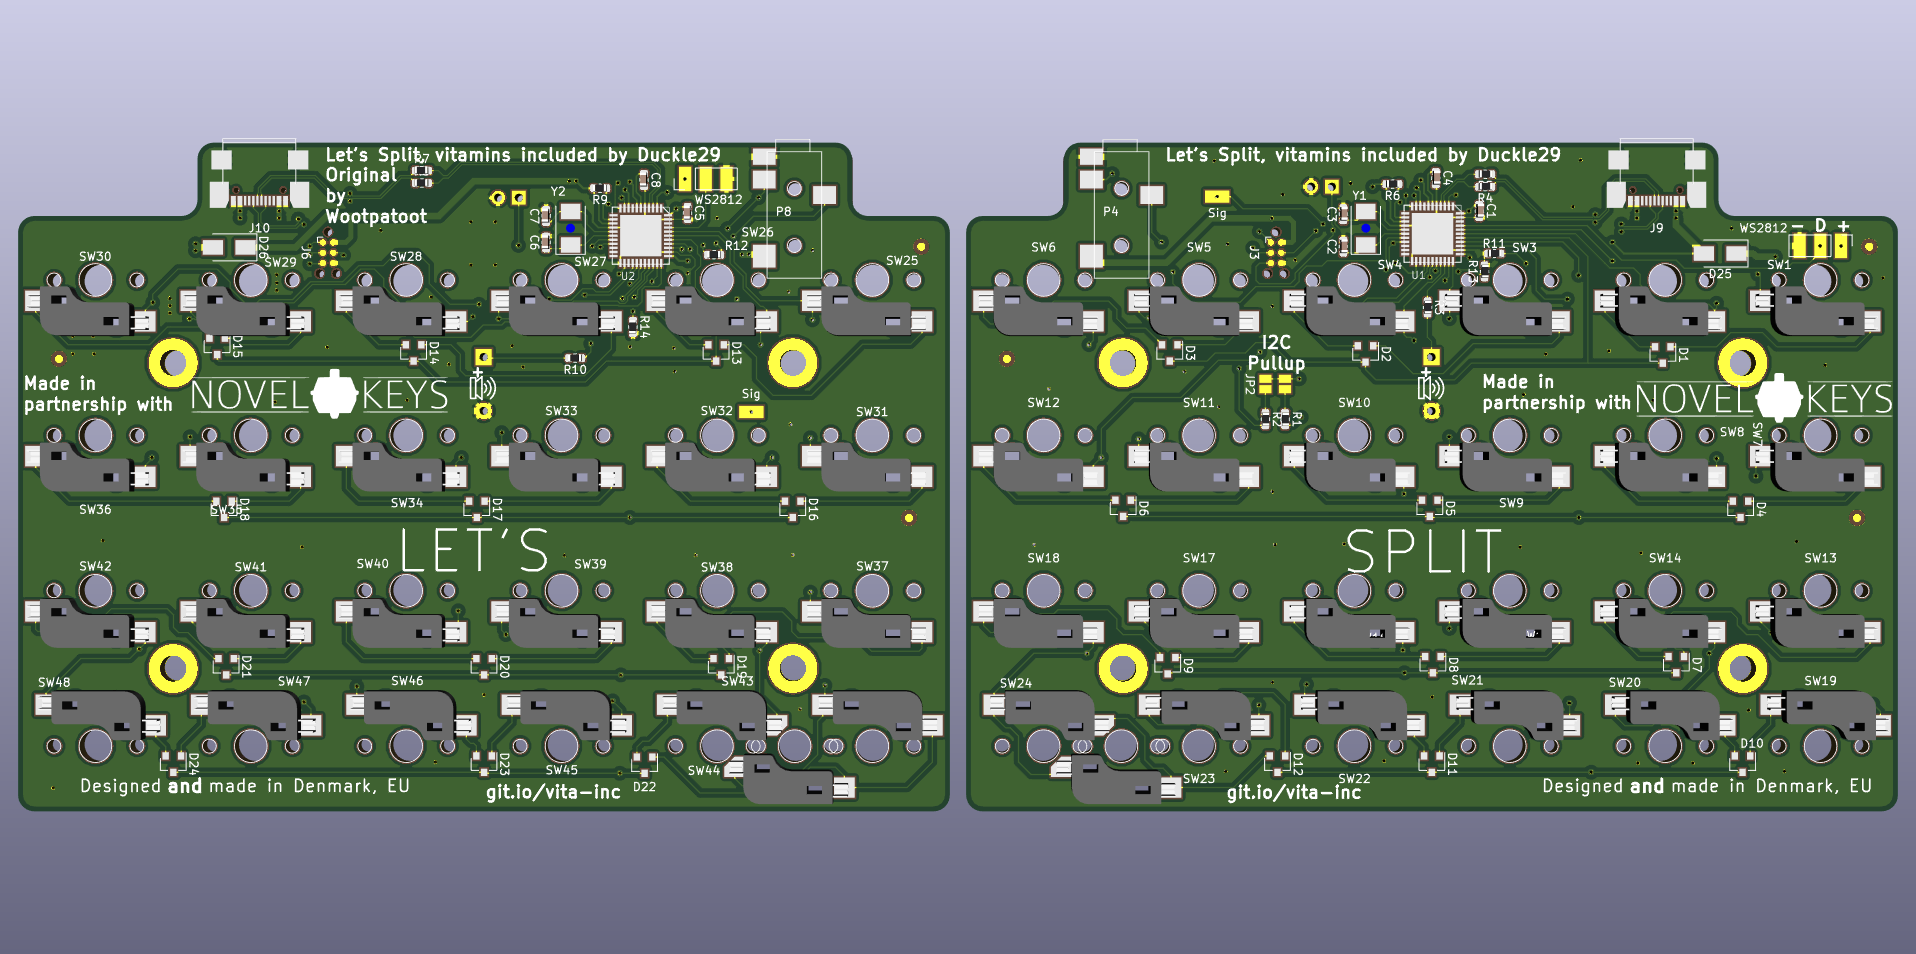 Let's Split, vitamins included by Duckle29
Original
by
Wootpatoot
R7
J10
D26
J6
Y2
C7
C6
R9
C8
C5
WS2812
P8
U2
R12
SW30
SW29
SW28
SW27
SW26
SW25
D15
D14
R14
R10
D13
Made in
partnership with
NOVEL KEYS
+
Sig
SW33
SW32
SW31
SW36
SW35
SW34
D18
D17
D16
LET'S
SW42
SW41
SW40
SW39
SW38
SW37
D21
D20
D19
SW48
SW47
SW46
SW43
SW45
SW44
D24
D23
D22
Designed and made in Denmark, EU
git.io/vita-inc
Let's Split, vitamins included by Duckle29
P4
Sig
J3
Y1
C3
C2
R6
C4
R4
C1
U1
R11
R13
R3
J9
WS2812
- D +
D25
SW6
SW5
SW4
SW3
SW1
D3
D2
D1
I2C
Pullup
JP2
R2
R1
+
Made in
partnership with
NOVEL KEYS
SW12
SW11
SW10
SW8
SW7
SW9
D6
D5
D4
SPLIT
SW18
SW17
SW14
SW13
D9
D8
D7
SW24
SW21
SW20
SW19
SW23
SW22
D12
D11
D10
git.io/vita-inc
Designed and made in Denmark, EU